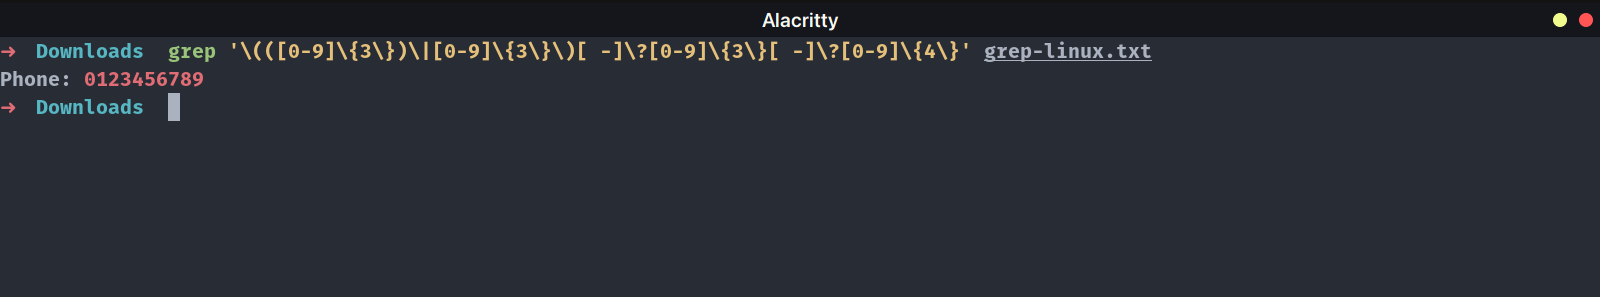 Alacritty
→ Downloads grep '\(([0-9]\{3\})\|[0-9]\{3\}\)[ -]\?[0-9]\{3\}[ -]\?[0-9]\{4\}' grep-linux.txt
Phone: 0123456789
→ Downloads